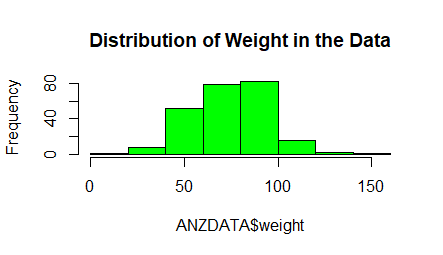 Distribution of Weight in the Data
Frequency
80
40
0
0 50 100 150
ANZDATA$weight